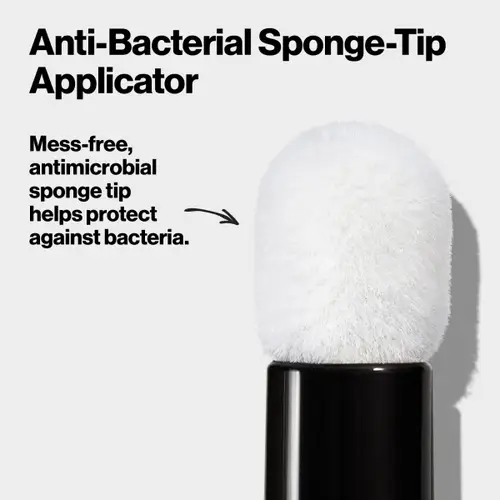 Anti-Bacterial Sponge-Tip
Applicator
Mess-free,
antimicrobial
sponge tip
helps protect
against bacteria.